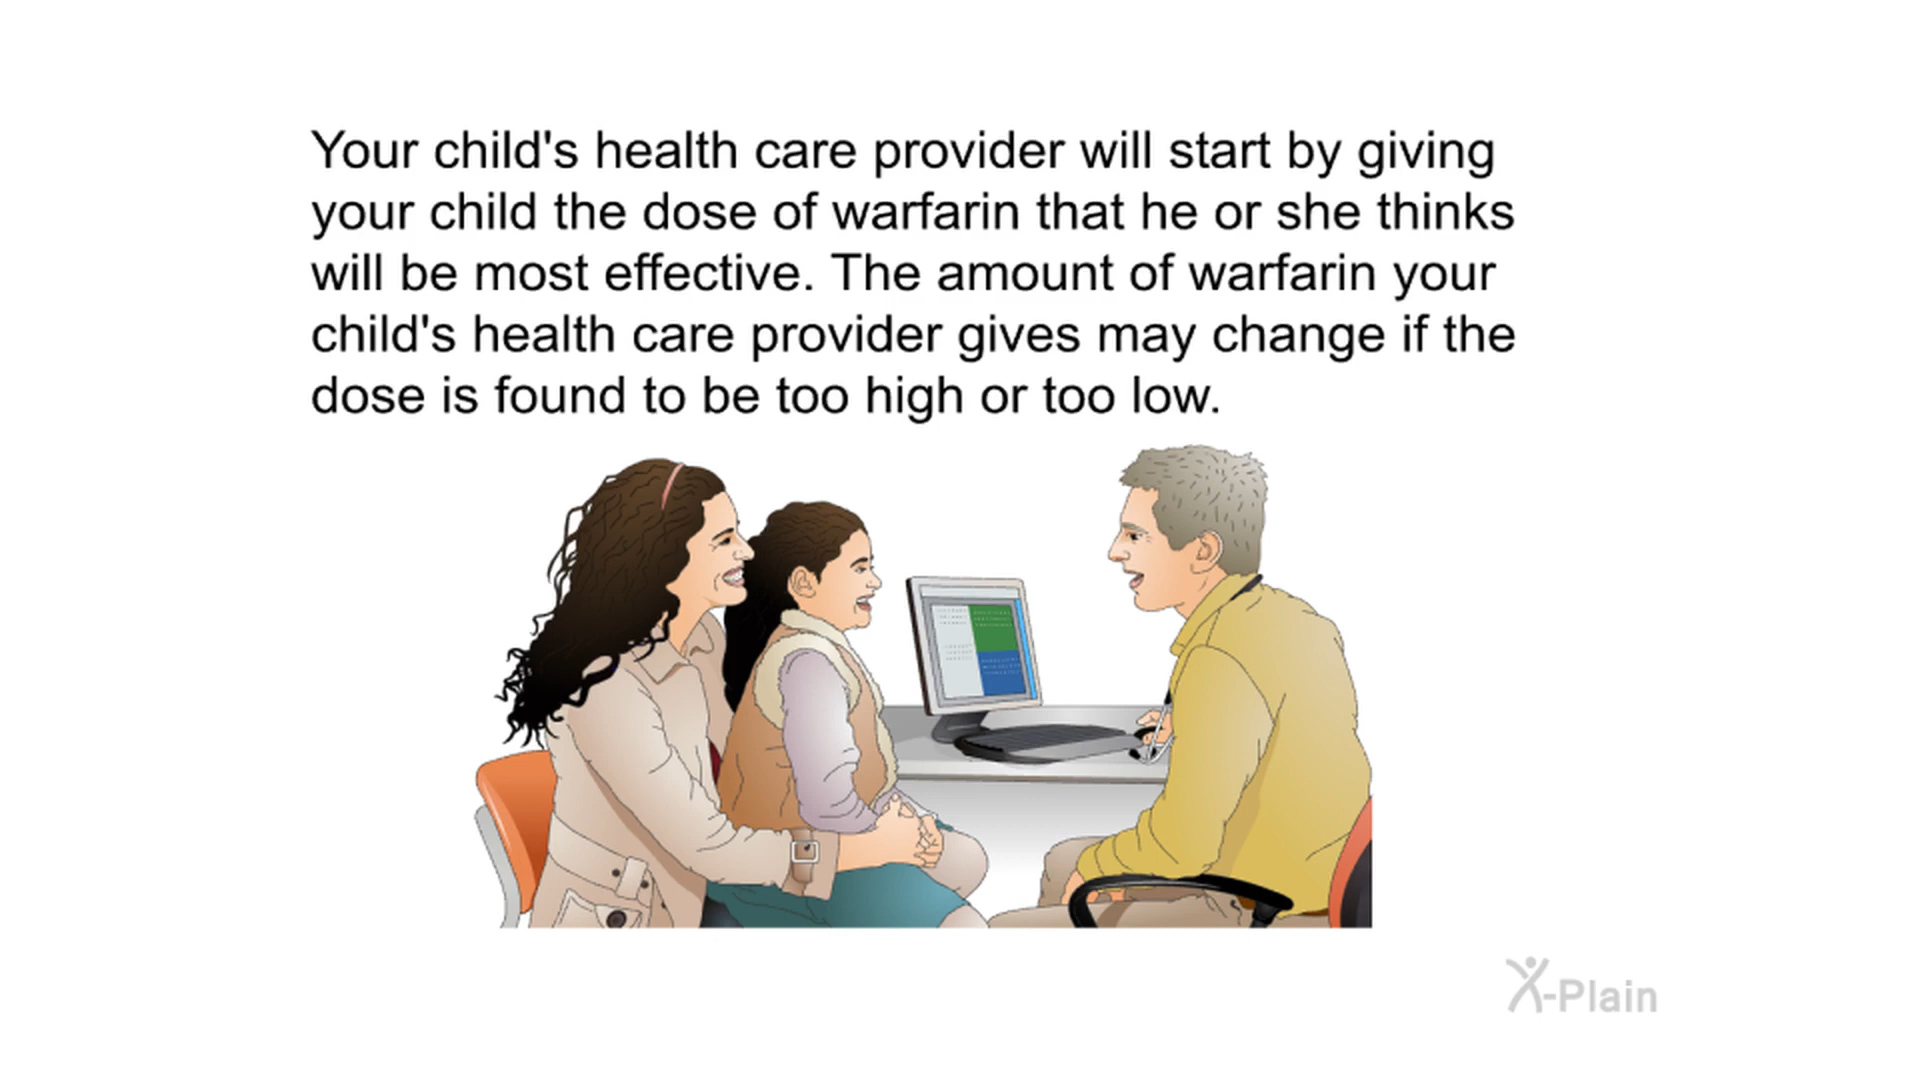 Your child's health care provider will start by giving
your child the dose of warfarin that he or she thinks
will be most effective. The amount of warfarin your
child's health care provider gives may change if the
dose is found to be too high or too low.
X-Plain